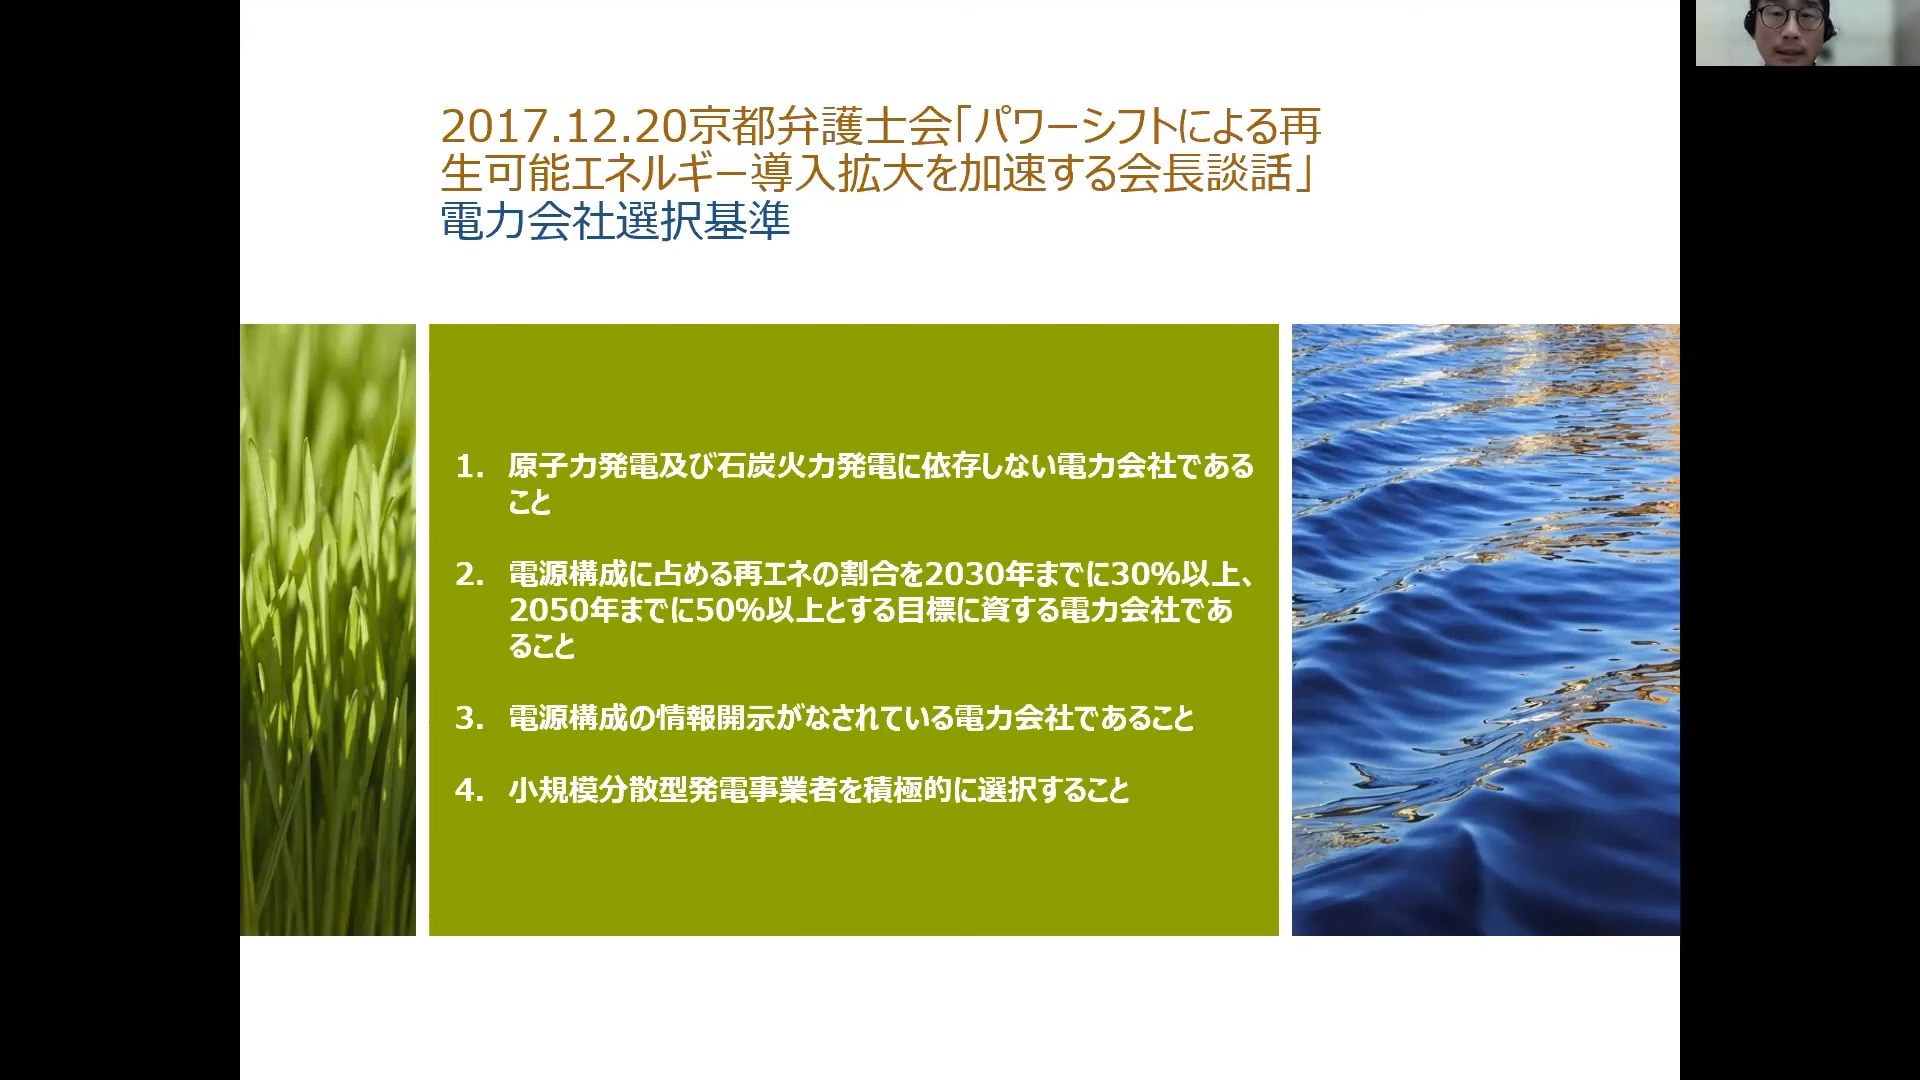 2017.12.20京都弁護士会「パワーシフトによる再
生可能エネルギー導入拡大を加速する会長談話」
電力会社選択基準
1. 原子力発電及び石炭火力発電に依存しない電力会社である
こと
2. 電源構成に占める再エネの割合を2030年までに30%以上、
2050年までに50%以上とする目標に資する電力会社であ
ること
3. 電源構成の情報開示がなされている電力会社であること
4. 小規模分散型発電事業者を積極的に選択すること